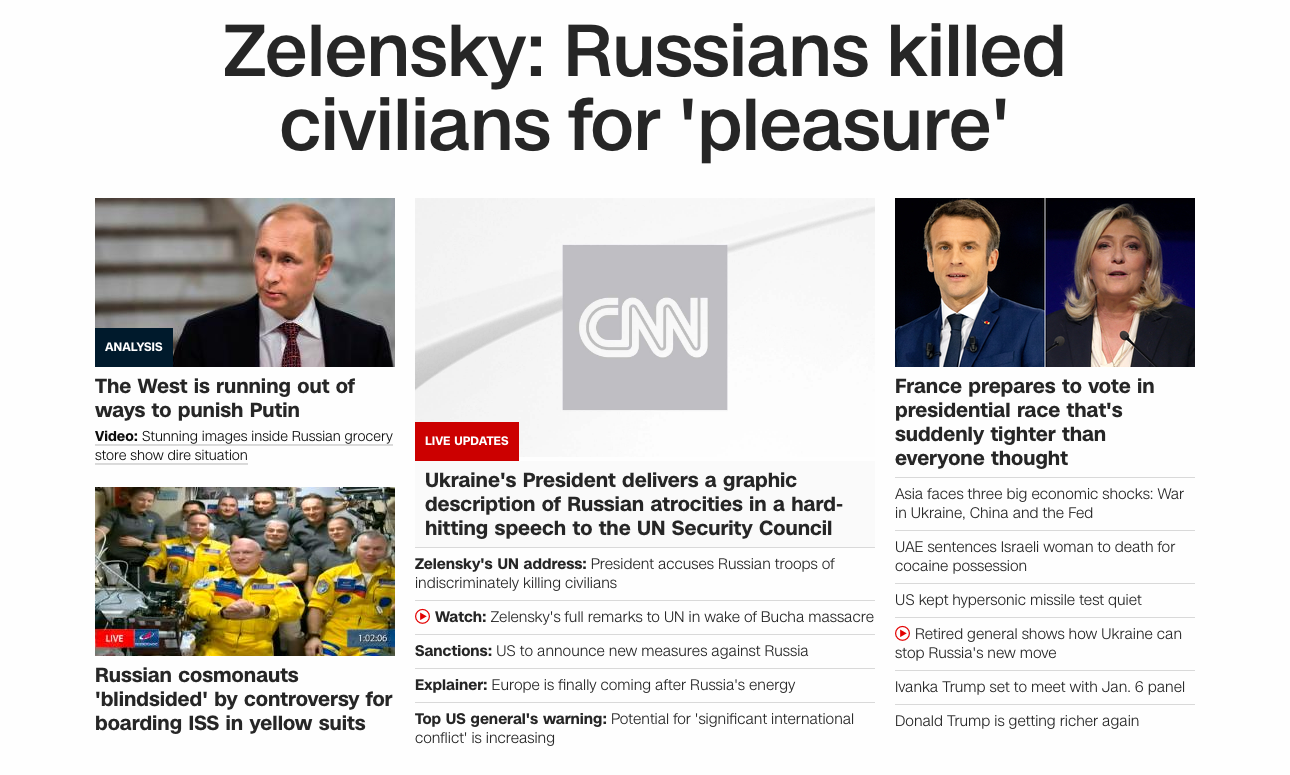 Zelensky: Russians killed
civilians for 'pleasure'
ANALYSIS
The West is running out of
ways to punish Putin
Video: Stunning images inside Russian grocery
store show dire situation
LIVE
1:02:06
Russian cosmonauts
'blindsided' by controversy for
boarding ISS in yellow suits
CNN
LIVE UPDATES
Ukraine's President delivers a graphic
description of Russian atrocities in a hard-
hitting speech to the UN Security Council
Zelensky's UN address: President accuses Russian troops of
indiscriminately killing civilians
Watch: Zelensky's full remarks to UN in wake of Bucha massacre
Sanctions: US to announce new measures against Russia
Explainer: Europe is finally coming after Russia's energy
Top US general's warning: Potential for 'significant international
conflict' is increasing
France prepares to vote in
presidential race that's
suddenly tighter than
everyone thought
Asia faces three big economic shocks: War
in Ukraine, China and the Fed
UAE sentences Israeli woman to death for
cocaine possession
US kept hypersonic missile test quiet
Retired general shows how Ukraine can
stop Russia's new move
Ivanka Trump set to meet with Jan. 6 panel
Donald Trump is getting richer again